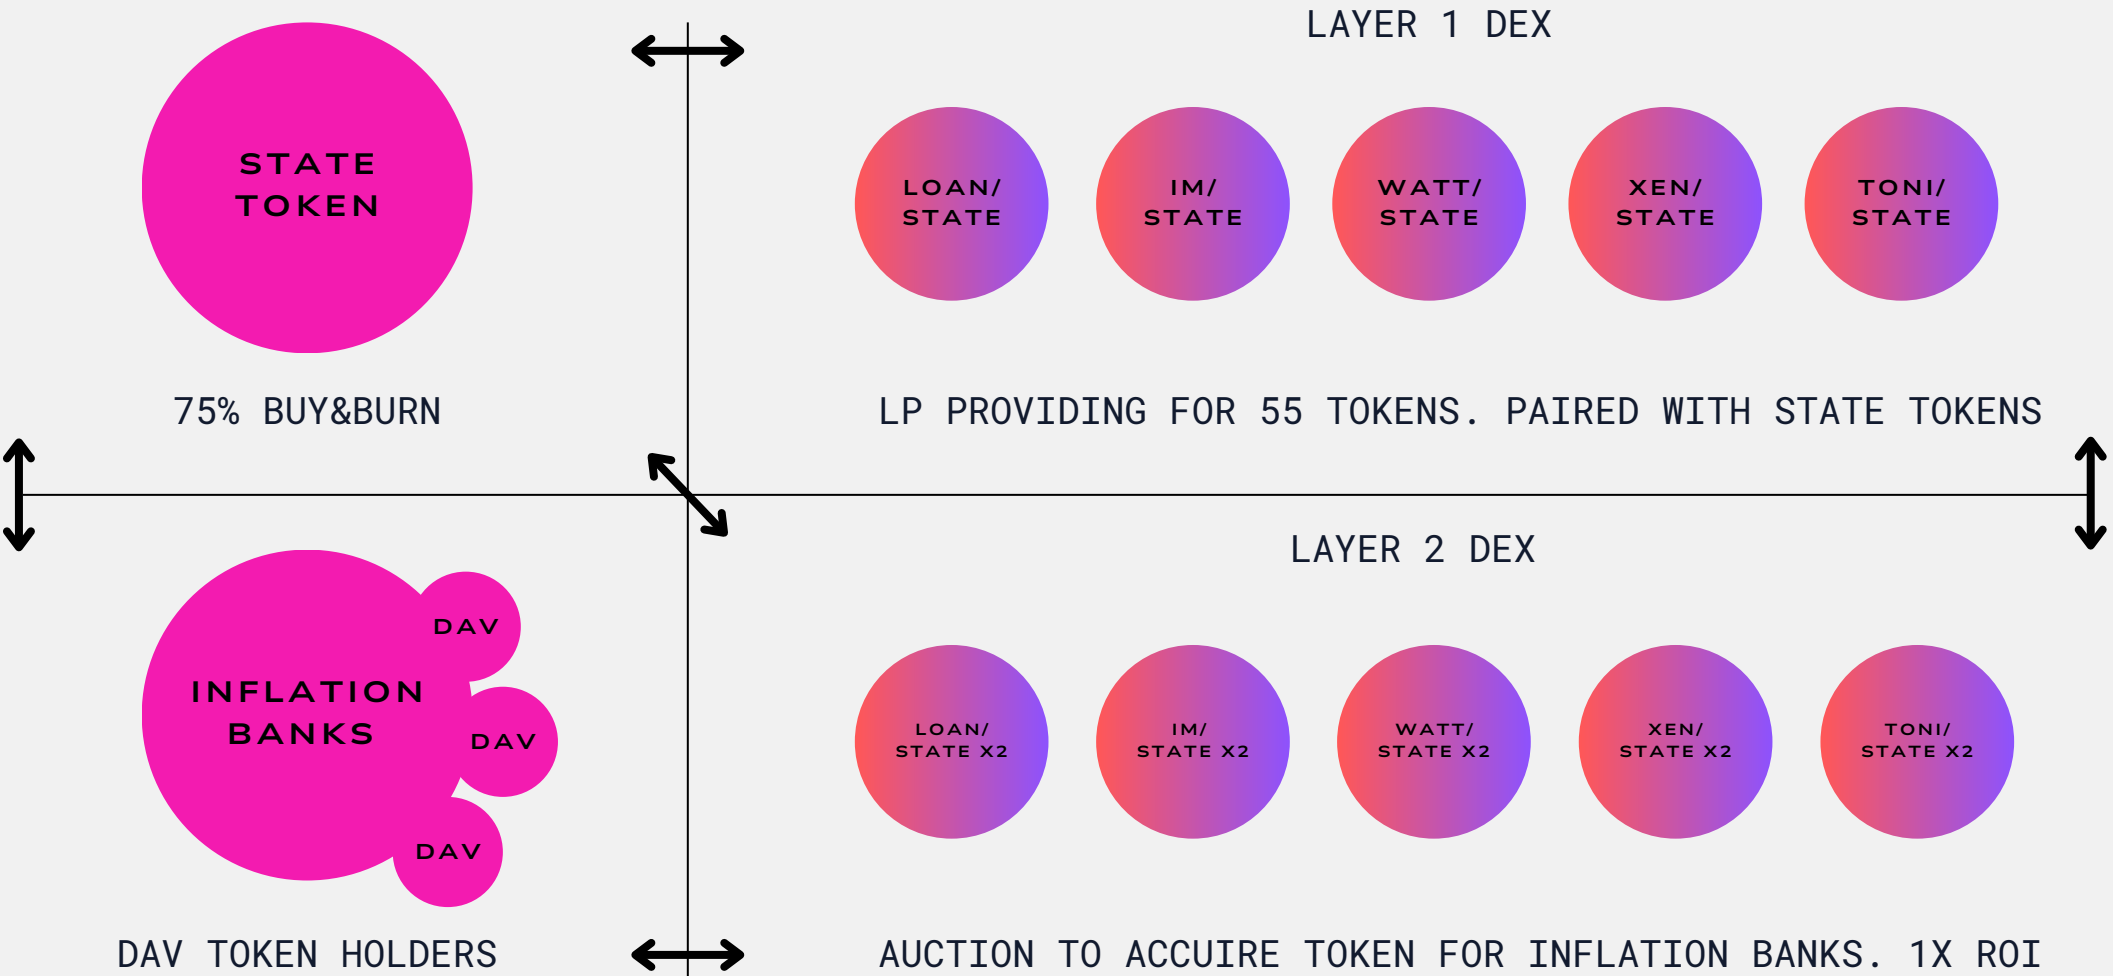 STATE
TOKEN
75% BUY&BURN
LAYER 1 DEX
LOAN/
STATE
IM/
STATE
WATT/
STATE
XEN/
STATE
TONI/
STATE
LP PROVIDING FOR 55 TOKENS. PAIRED WITH STATE TOKENS
INFLATION
BANKS
DAV
DAV
DAV
DAV TOKEN HOLDERS
LAYER 2 DEX
LOAN/
STATE X2
IM/
STATE X2
WATT/
STATE X2
XEN/
STATE X2
TONI/
STATE X2
AUCTION TO ACCUIRE TOKEN FOR INFLATION BANKS. 1X ROI